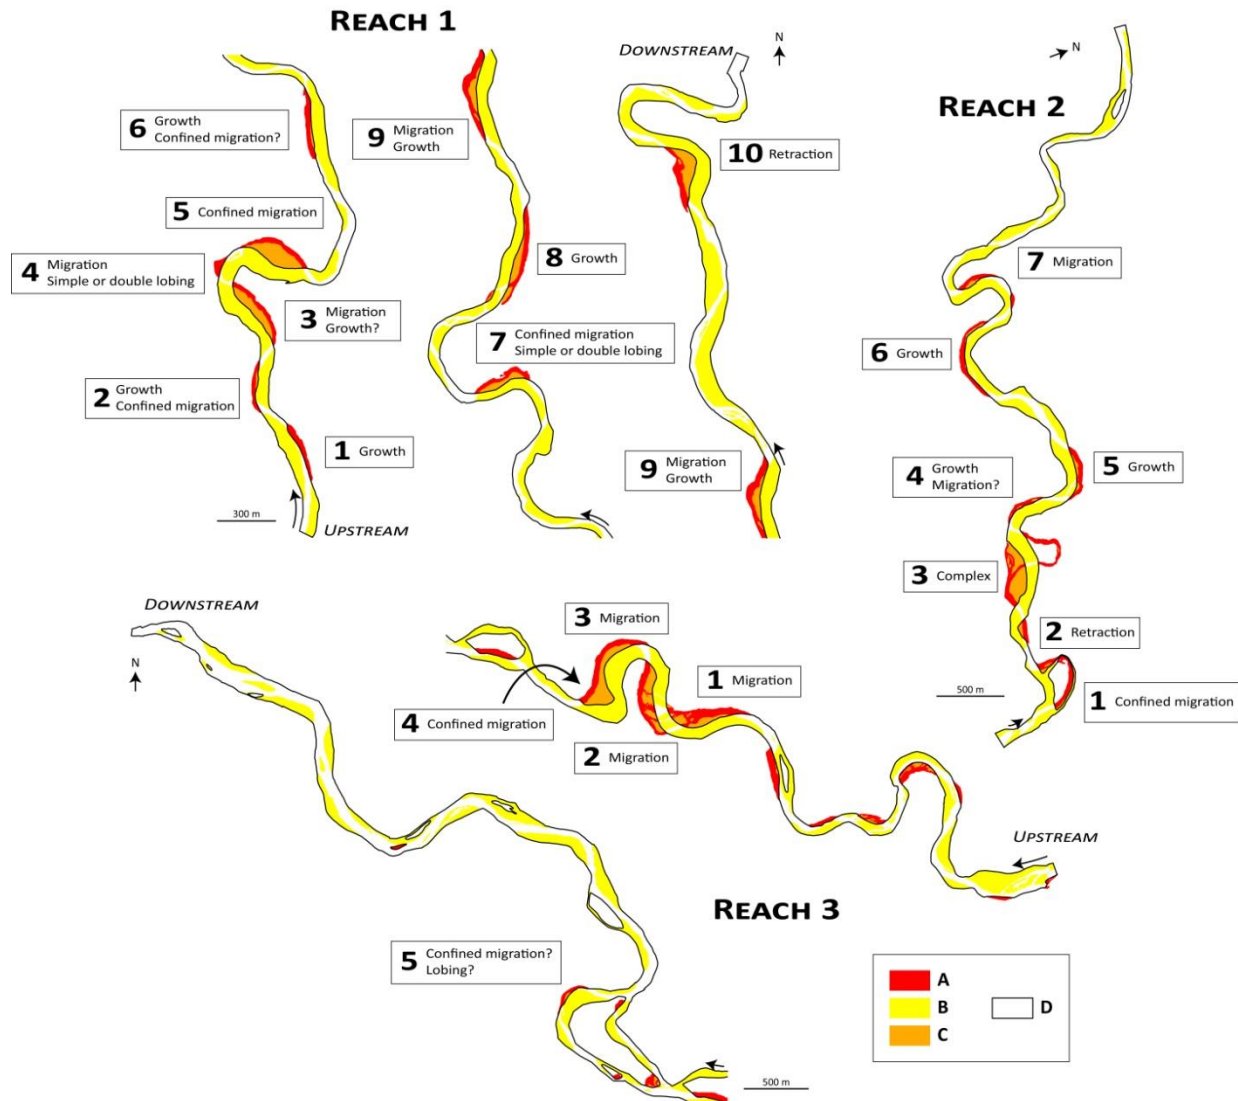 REACH 1
6 Growth
Confined migration?
5 Confined migration
4 Migration
Simple or double lobing
3 Migration
Growth?
2 Growth
Confined migration
1 Growth
300 m
UPSTREAM
9 Migration
Growth
8 Growth
7 Confined migration
Simple or double lobing
DOWNSTREAM
N
10 Retraction
9 Migration
Growth
REACH 2
N
7 Migration
6 Growth
5 Growth
4 Growth
Migration?
3 Complex
2 Retraction
1 Confined migration
500 m
DOWNSTREAM
N
3 Migration
1 Migration
4 Confined migration
2 Migration
UPSTREAM
REACH 3
5 Confined migration?
Lobing?
500 m
A
B
C
D